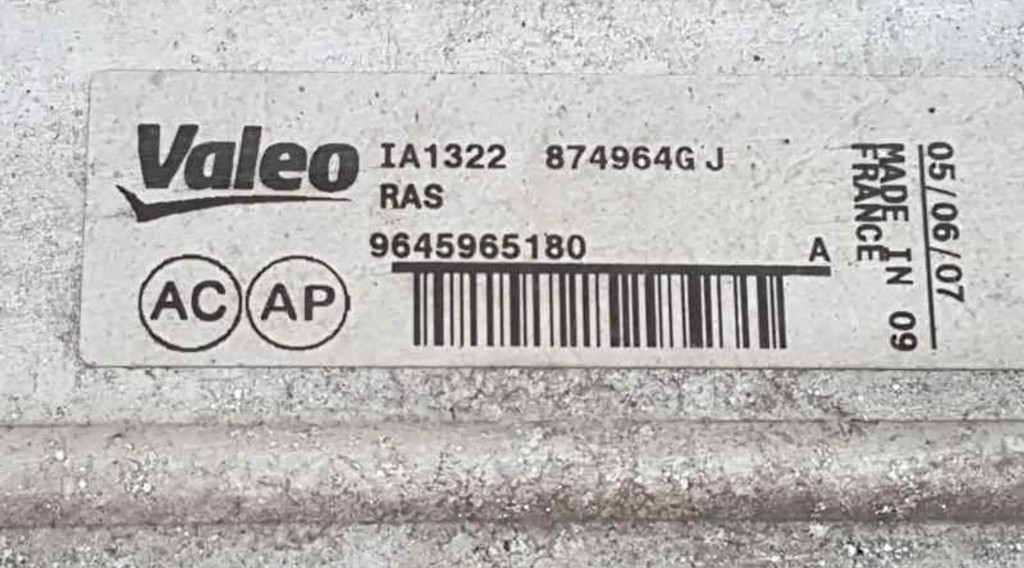 Valeo
IA1322 874964G J
RAS
9645965180 A
AC AP
05/06/07
MADE IN 09
FRANCE